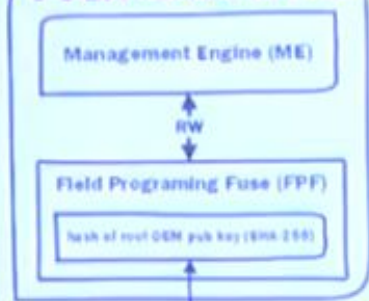 Management Engine (ME)
RW
Field Programing Fuse (FPF)
hash of root OEM pub key (SHA-256)